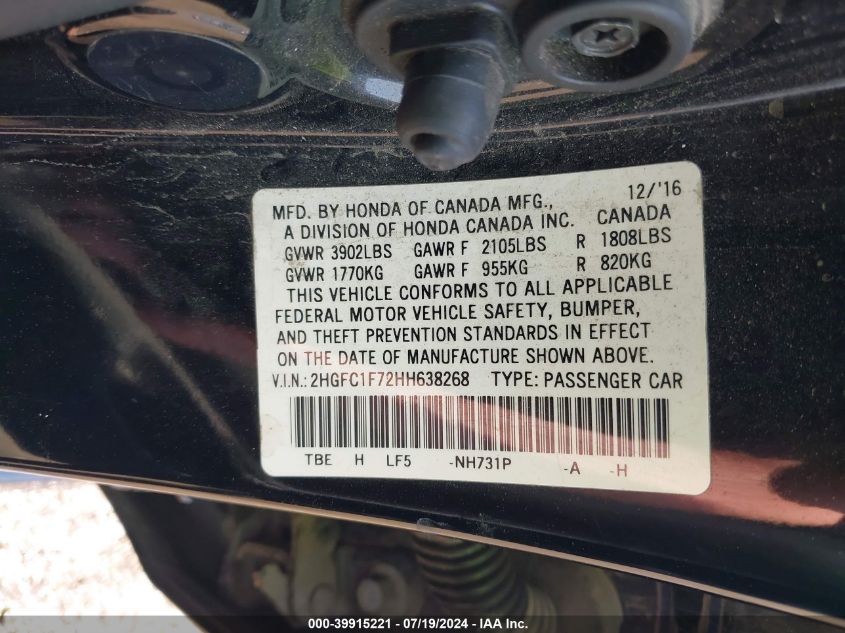 MFD. BY HONDA OF CANADA MFG., 12/'16
A DIVISION OF HONDA CANADA INC. CANADA
GVWR 3902LBS GAWR F 2105LBS R 1808LBS
GVWR 1770KG GAWR F 955KG R 820KG
THIS VEHICLE CONFORMS TO ALL APPLICABLE
FEDERAL MOTOR VEHICLE SAFETY, BUMPER,
AND THEFT PREVENTION STANDARDS IN EFFECT
ON THE DATE OF MANUFACTURE SHOWN ABOVE.
V.I.N.: 2HGFC1F72HH638268 TYPE: PASSENGER CAR
TBE H LF5 -NH731P -A -H
000-39915221 - 07/19/2024 - IAA Inc.